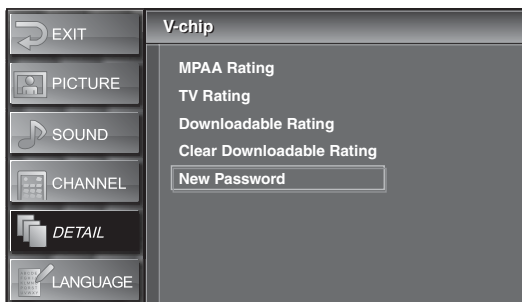 EXIT
PICTURE
SOUND
CHANNEL
DETAIL
LANGUAGE
V-chip
MPAA Rating
TV Rating
Downloadable Rating
Clear Downloadable Rating
New Password